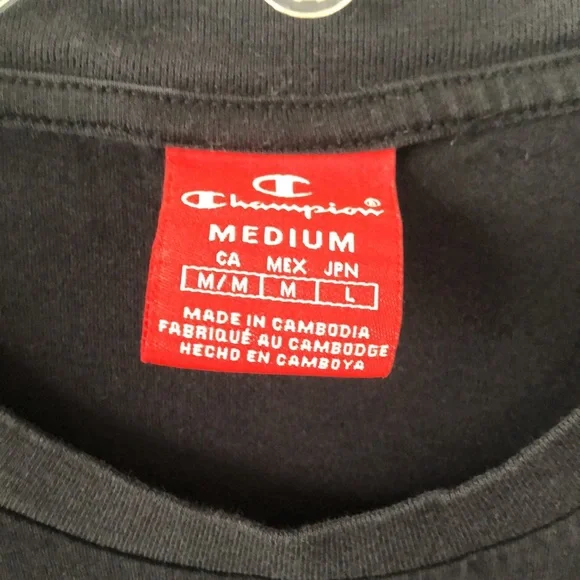 Champion®
MEDIUM
CA MEX JPN
M/M M L
MADE IN CAMBODIA
FABRIQUÉ AU CAMBODGE
HECHO EN CAMBOYA